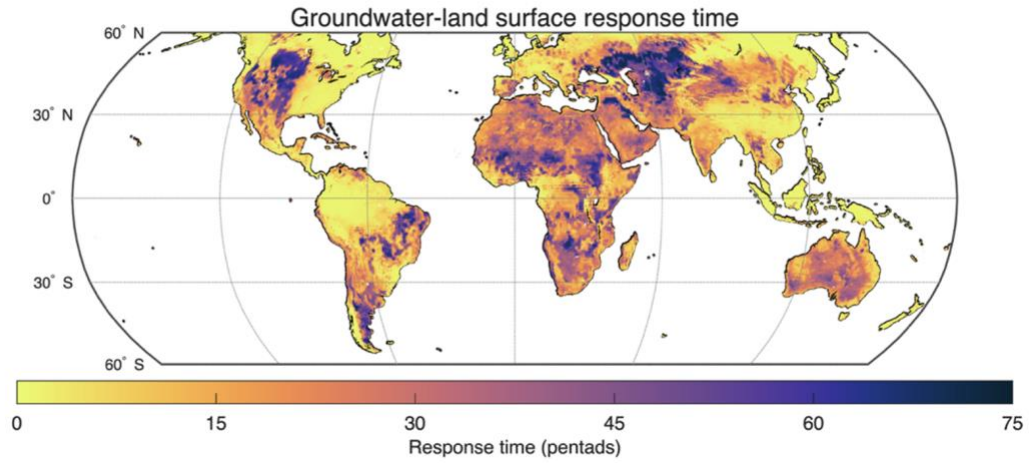 Groundwater-land surface response time
60° N
30° N
0°
30° S
60° S
0 15 30 45 60 75
Response time (pentads)